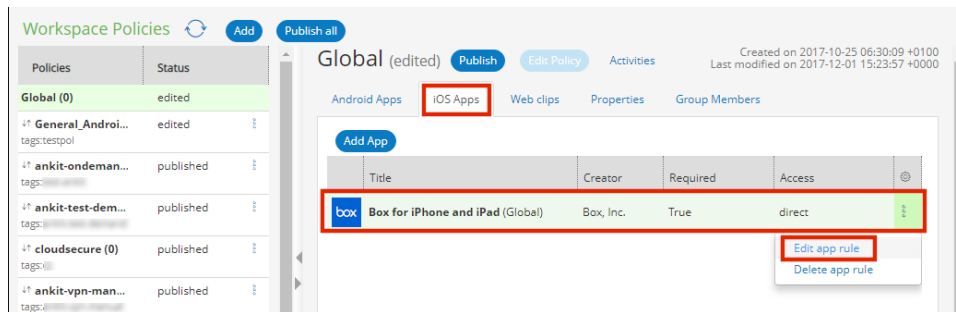 Workspace Policies
Add
Publish all
Policies
Status
Global (0)
edited
General_Androi...
edited
tags:testpol
ankit-ondeman...
published
tags:
ankit-test-dem...
published
tags:
cloudsecure (0)
published
tags:
ankit-vpn-man...
published
tags:
Global (edited)
Publish
Edit Policy
Activities
Created on 2017-10-25 06:30:09 +0100
Last modified on 2017-12-01 15:23:57 +0000
Android Apps
iOS Apps
Web clips
Properties
Group Members
Add App
Title
Creator
Required
Access
box
Box for iPhone and iPad (Global)
Box, Inc.
True
direct
Edit app rule
Delete app rule